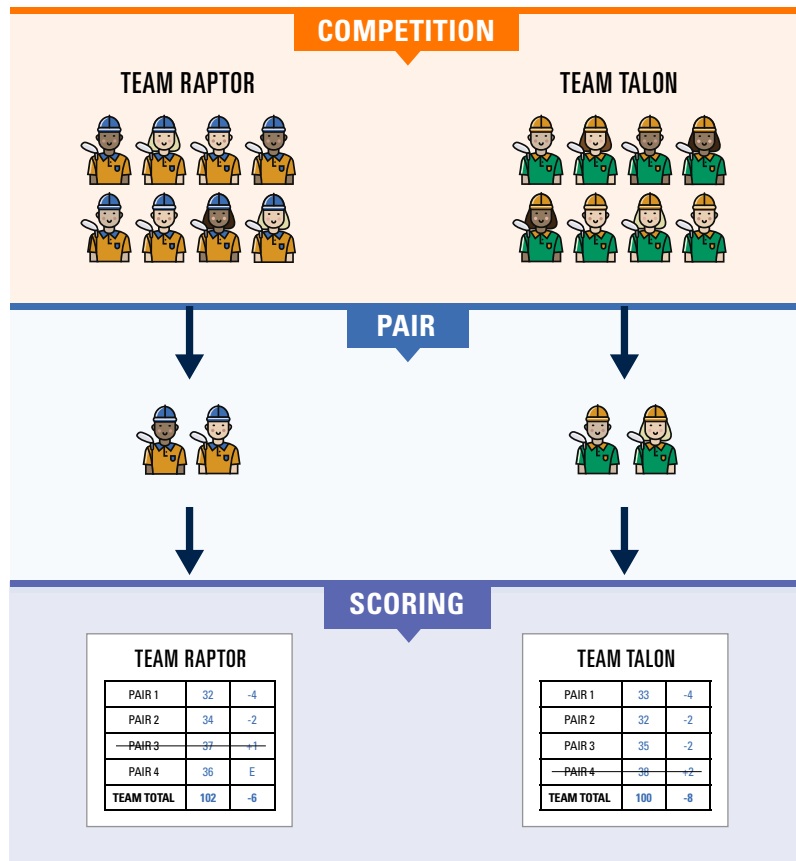 COMPETITION
TEAM RAPTOR
TEAM TALON
PAIR
SCORING
TEAM RAPTOR
PAIR 1 32 -4
PAIR 2 34 -2
PAIR 3 37 +1
PAIR 4 36 E
TEAM TOTAL 102 -6
TEAM TALON
PAIR 1 33 -4
PAIR 2 32 -2
PAIR 3 35 -2
PAIR 4 38 +2
TEAM TOTAL 100 -8